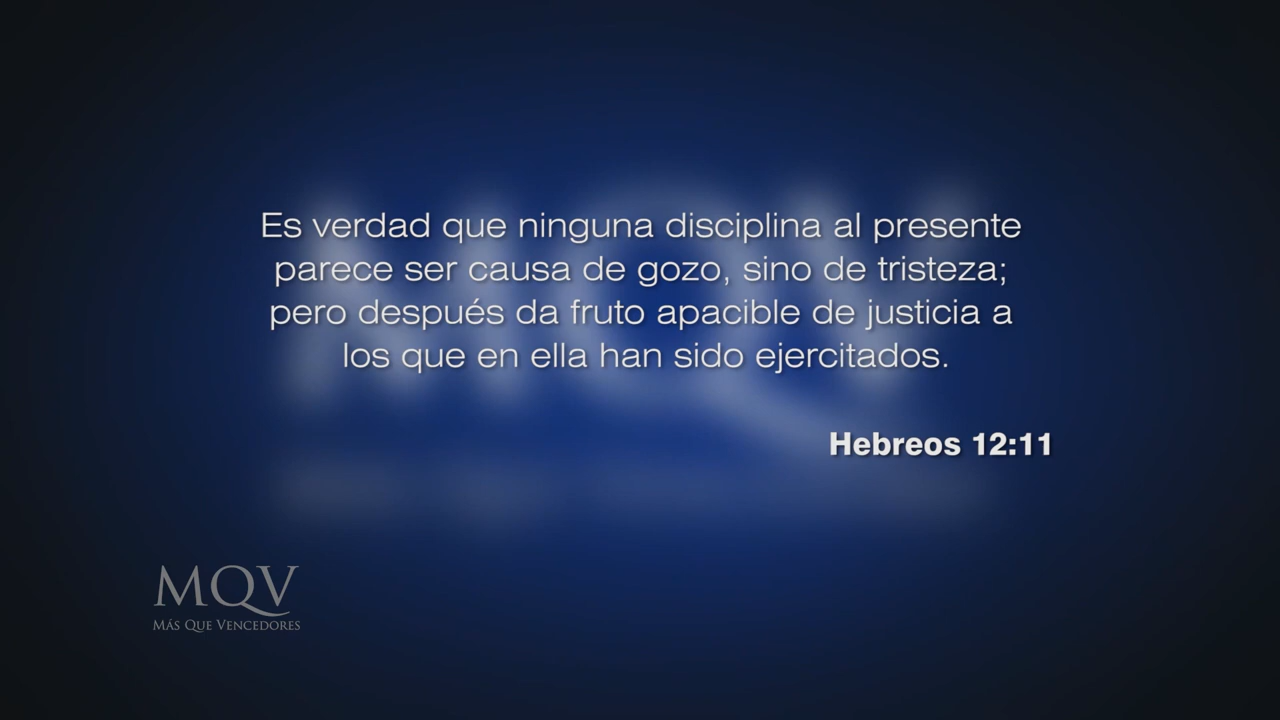 Es verdad que ninguna disciplina al presente
parece ser causa de gozo, sino de tristeza;
pero después da fruto apacible de justicia a
los que en ella han sido ejercitados.
Hebreos 12:11
MQV
MÁS QUE VENCEDORES